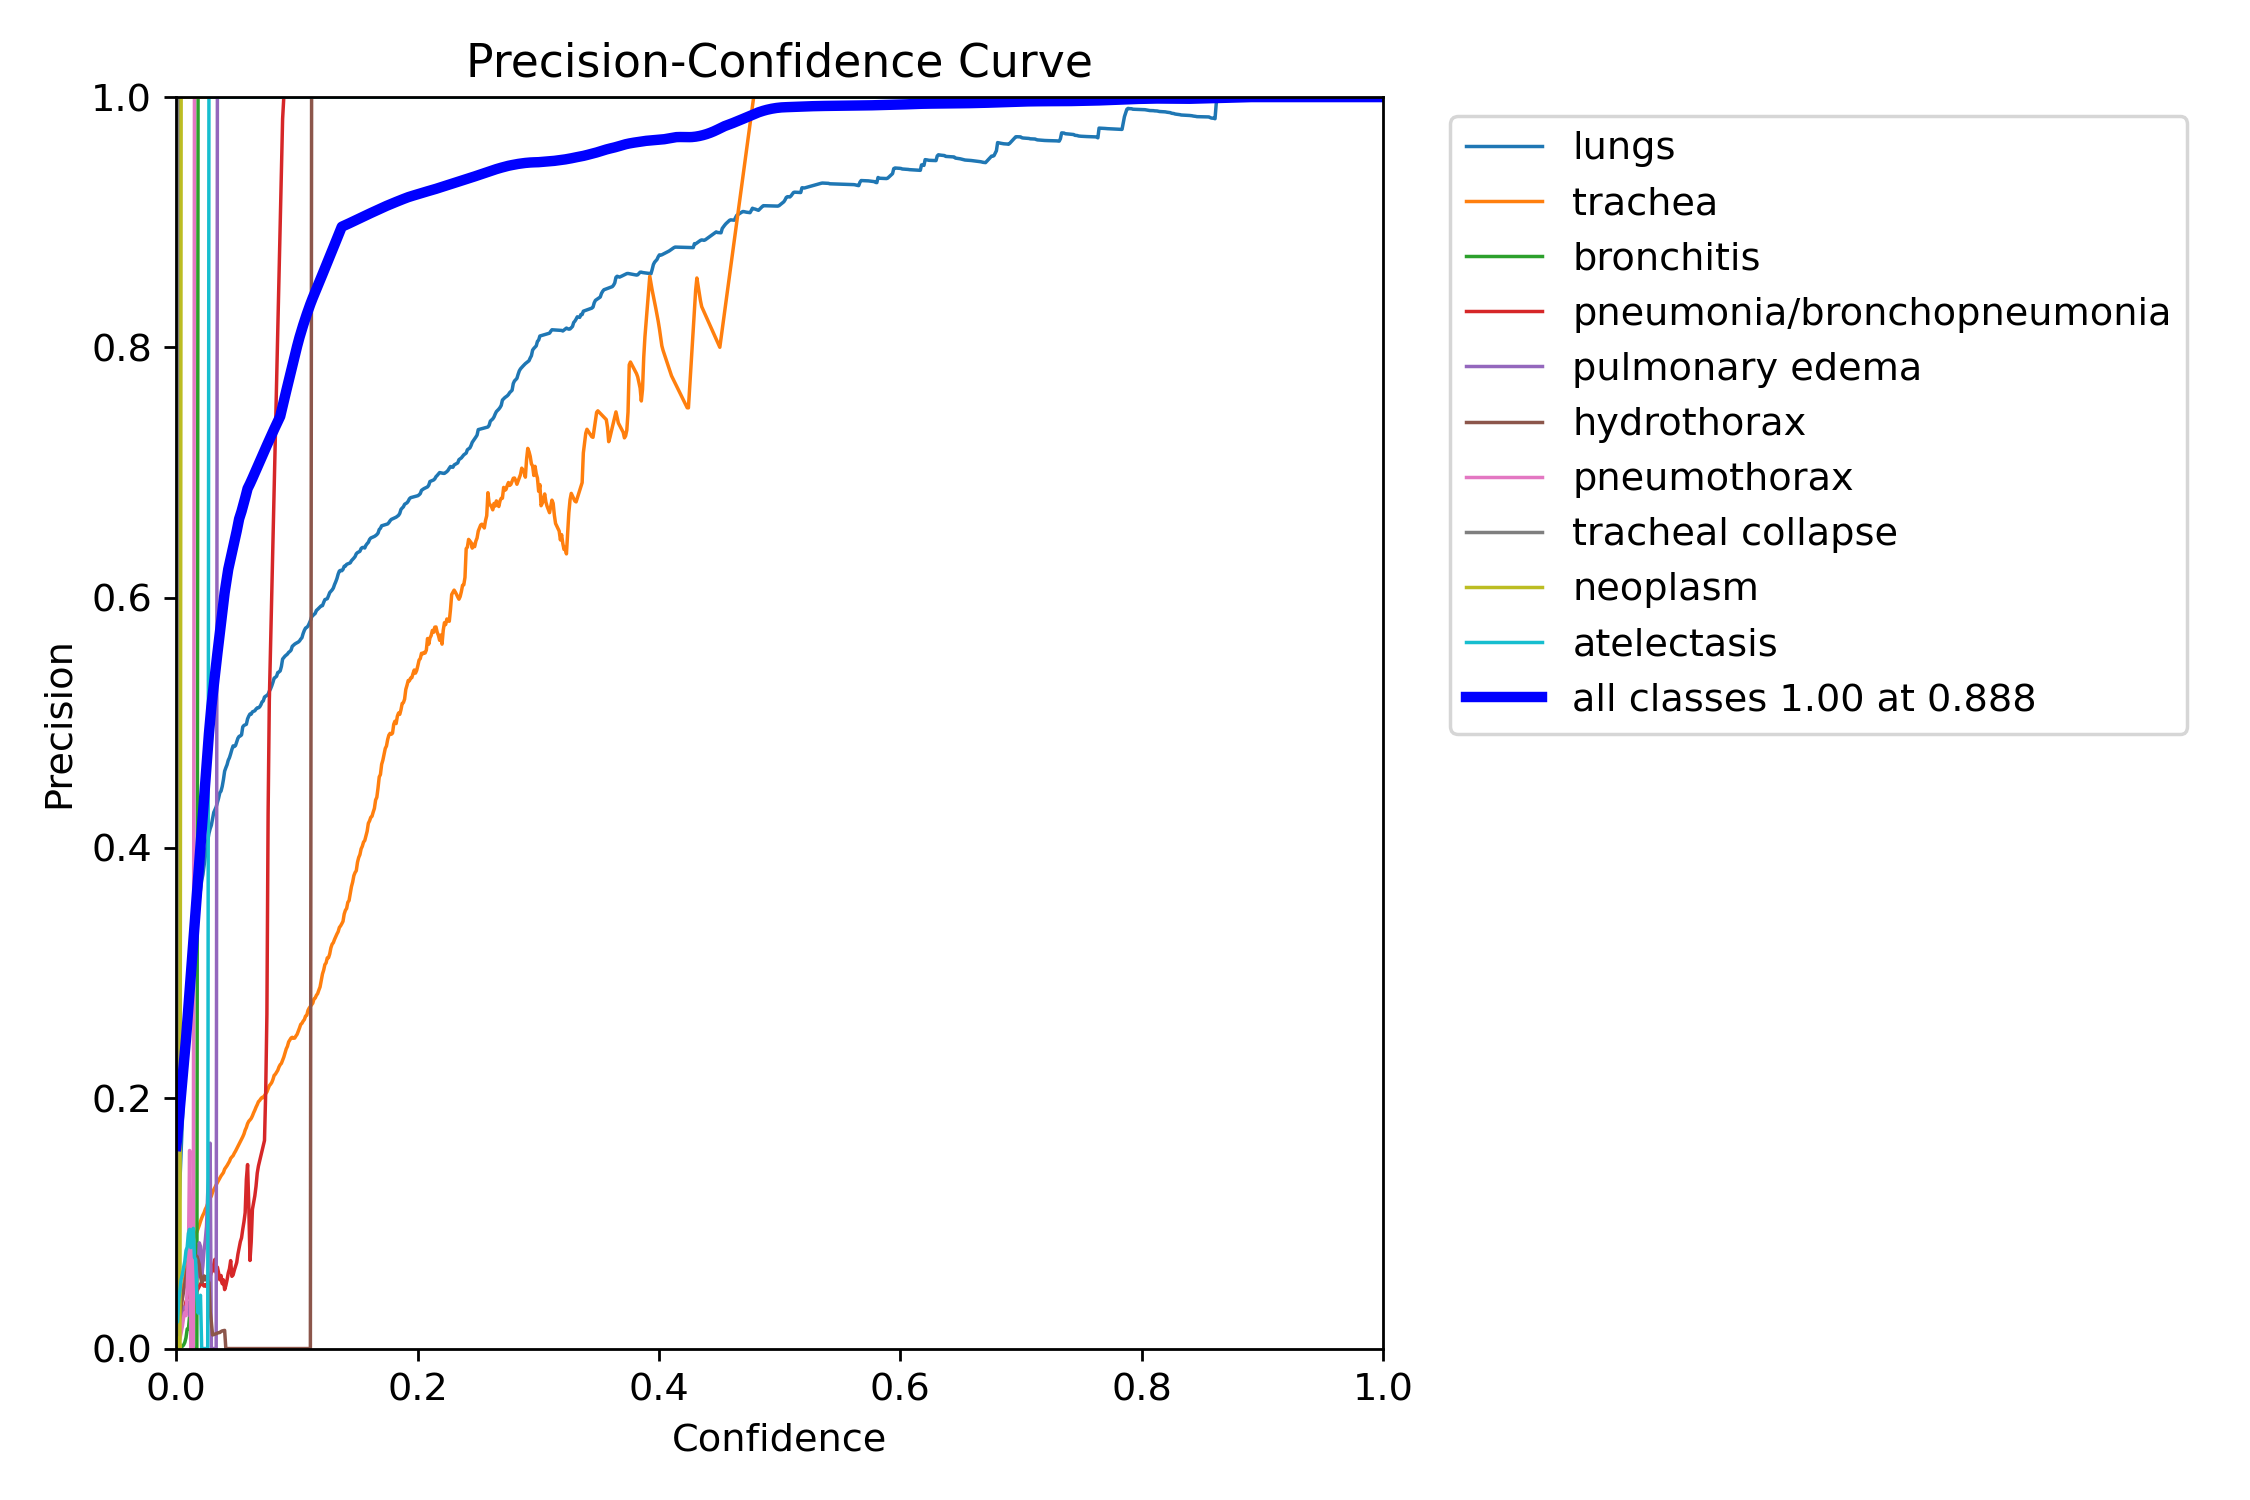 Precision-Confidence Curve
1.0
0.8
0.6
0.4
0.2
0.0
Precision
0.0 0.2 0.4 0.6 0.8 1.0
Confidence
lungs
trachea
bronchitis
pneumonia/bronchopneumonia
pulmonary edema
hydrothorax
pneumothorax
tracheal collapse
neoplasm
atelectasis
all classes 1.00 at 0.888